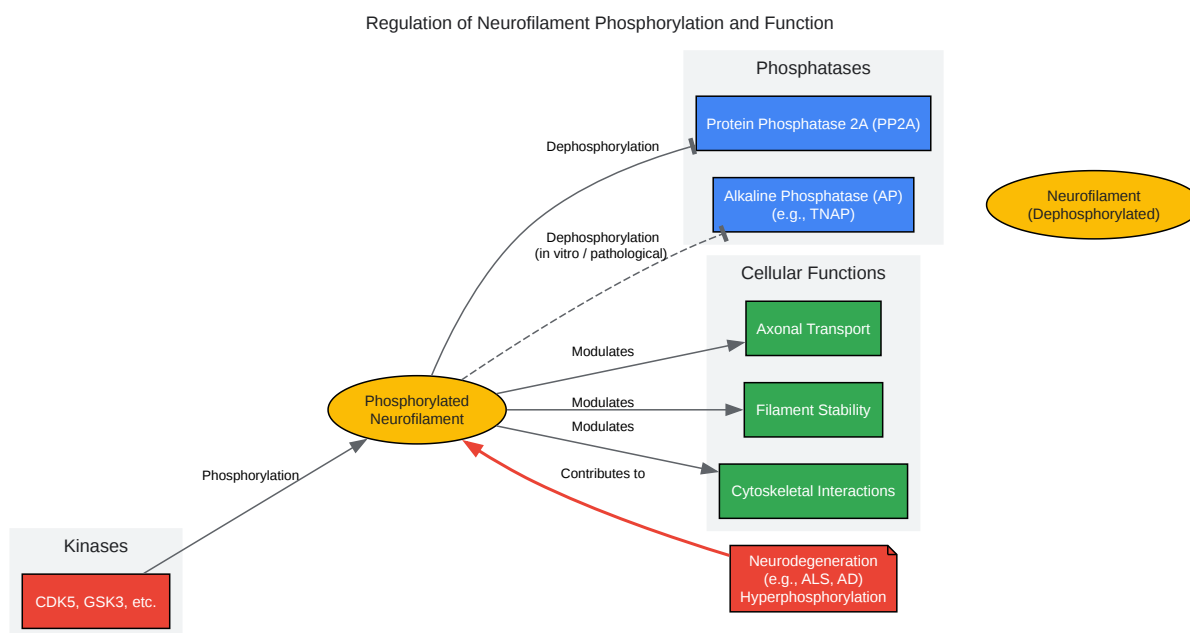 Regulation of Neurofilament Phosphorylation and Function
Phosphatases
Protein Phosphatase 2A (PP2A)
Dephosphorylation
Alkaline Phosphatase (AP)
(e.g., TNAP)
Neurofilament
(Dephosphorylated)
Dephosphorylation
(in vitro / pathological)
Cellular Functions
Axonal Transport
Modulates
Phosphorylated
Neurofilament
Modulates
Filament Stability
Modulates
Contributes to
Cytoskeletal Interactions
Phosphorylation
Kinases
CDK5, GSK3, etc.
Neurodegeneration
(e.g., ALS, AD)
Hyperphosphorylation